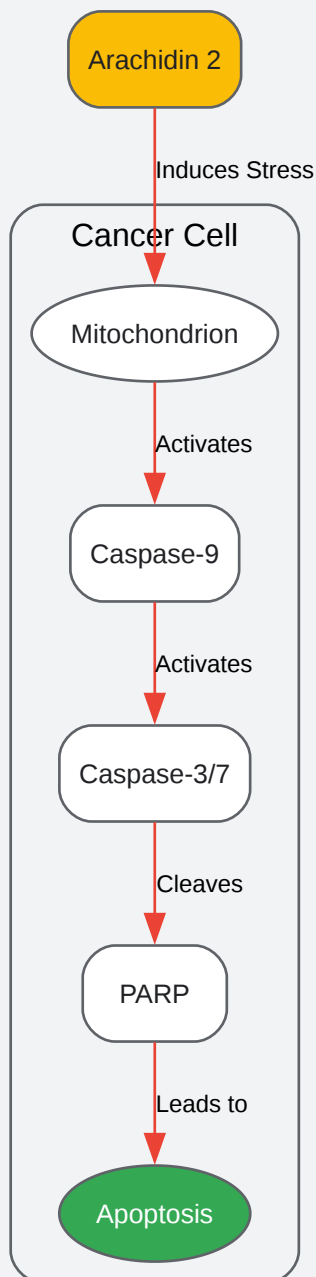 Arachidin 2
Induces Stress
Cancer Cell
Mitochondrion
Activates
Caspase-9
Activates
Caspase-3/7
Cleaves
PARP
Leads to
Apoptosis